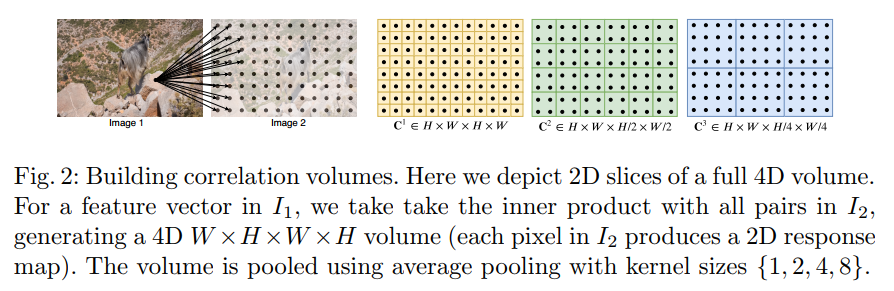 Image 1
Image 2
C¹ ∈ H × W × H × W
C² ∈ H × W × H/2 × W/2
C³ ∈ H × W × H/4 × W/4
Fig. 2: Building correlation volumes. Here we depict 2D slices of a full 4D volume.
For a feature vector in I₁, we take take the inner product with all pairs in I₂,
generating a 4D W × H × W × H volume (each pixel in I₂ produces a 2D response
map). The volume is pooled using average pooling with kernel sizes {1, 2, 4, 8}.